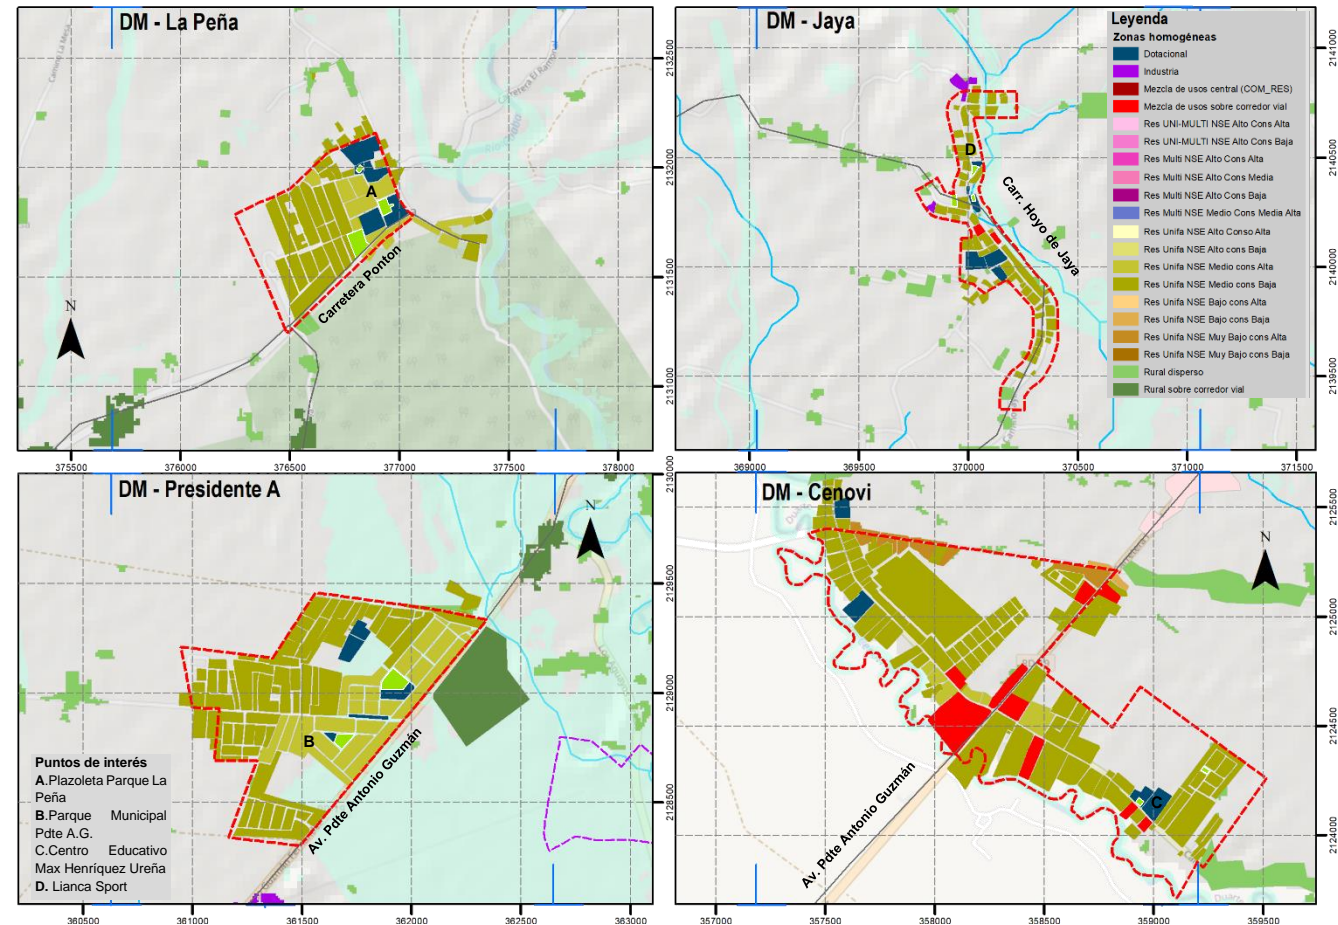 DM - La Peña
N
A
Carretera Ponton
2132500
2132000
2131500
2131000
375500
376000
376500
377000
377500
378000
DM - Jaya
D
Carr. Hoyo de Jaya
Leyenda
Zonas homogéneas
Dotacional
Industria
Mezcla de usos central (COM_RES)
Mezcla de usos sobre corredor vial
Res UNI-MULTI NSE Alto Cons Alta
Res UNI-MULTI NSE Alto Cons Baja
Res Multi NSE Alto Cons Alta
Res Multi NSE Alto Cons Media
Res Multi NSE Alto Cons Baja
Res Multi NSE Medio Cons Media Alta
Res Unifa NSE Alto Conso Alta
Res Unifa NSE Alto cons Baja
Res Unifa NSE Medio cons Alta
Res Unifa NSE Medio cons Baja
Res Unifa NSE Bajo cons Alta
Res Unifa NSE Bajo cons Baja
Res Unifa NSE Muy Bajo cons Alta
Res Unifa NSE Muy Bajo cons Baja
Rural disperso
Rural sobre corredor vial
2141000
2140500
2140000
2139500
369000
369500
370000
370500
371000
371500
DM - Presidente A
N
B
Av. Pdte Antonio Guzmán
Puntos de interés
A.Plazoleta Parque La
Peña
B.Parque Municipal
Pdte A.G.
C.Centro Educativo
Max Henríquez Ureña
D. Lianca Sport
2130000
2129500
2129000
2128500
360500
361000
361500
362000
362500
363000
DM - Cenovi
N
C
Av. Pdte Antonio Guzmán
2125500
2125000
2124500
2124000
357000
357500
358000
358500
359000
359500